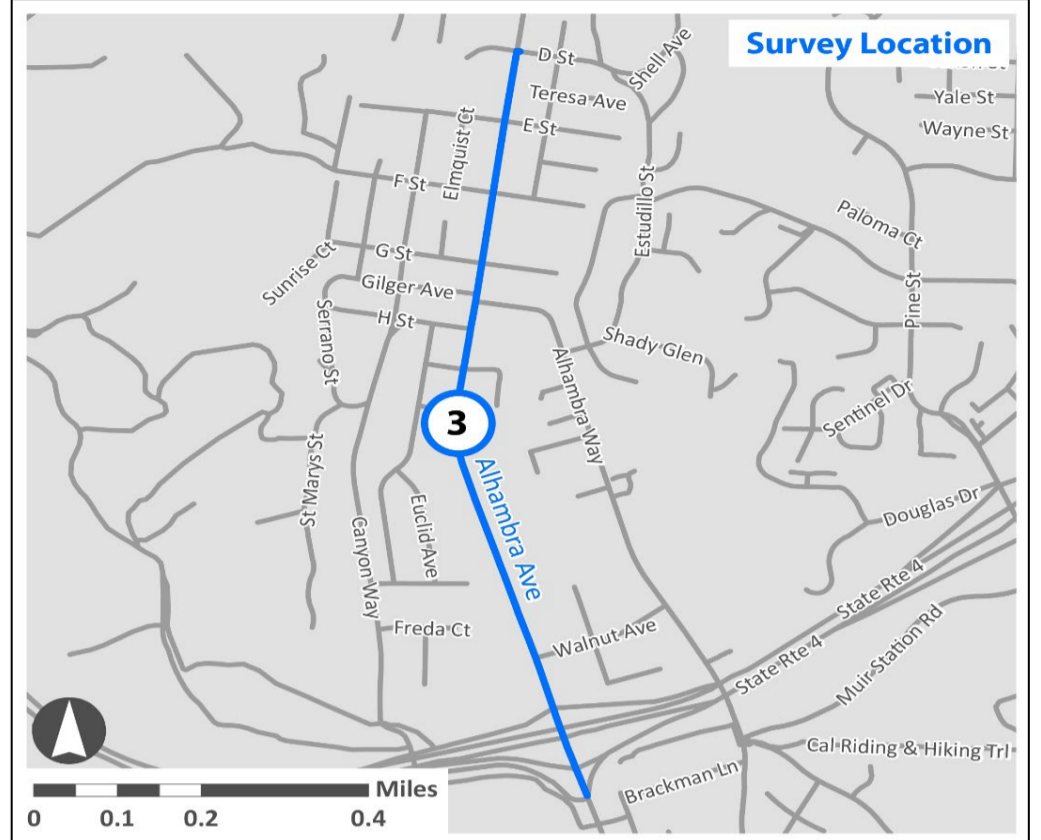 Survey Location
D St
Shell Ave
Teresa Ave
Yale St
E St
Wayne St
Elmquist Ct
F St
Estudillo St
Paloma Ct
G St
Sunrise Ct
Gilger Ave
Pine St
H St
Serrano St
Shady Glen
Alhambra Way
Sentinel Dr
3
St Marys St
Alhambra Ave
Euclid Ave
Douglas Dr
Canyon Way
State Rte 4
Freda Ct
Walnut Ave
State Rte 4
Muir Station Rd
Cal Riding & Hiking Trl
Brackman Ln
Miles
0 0.1 0.2 0.4